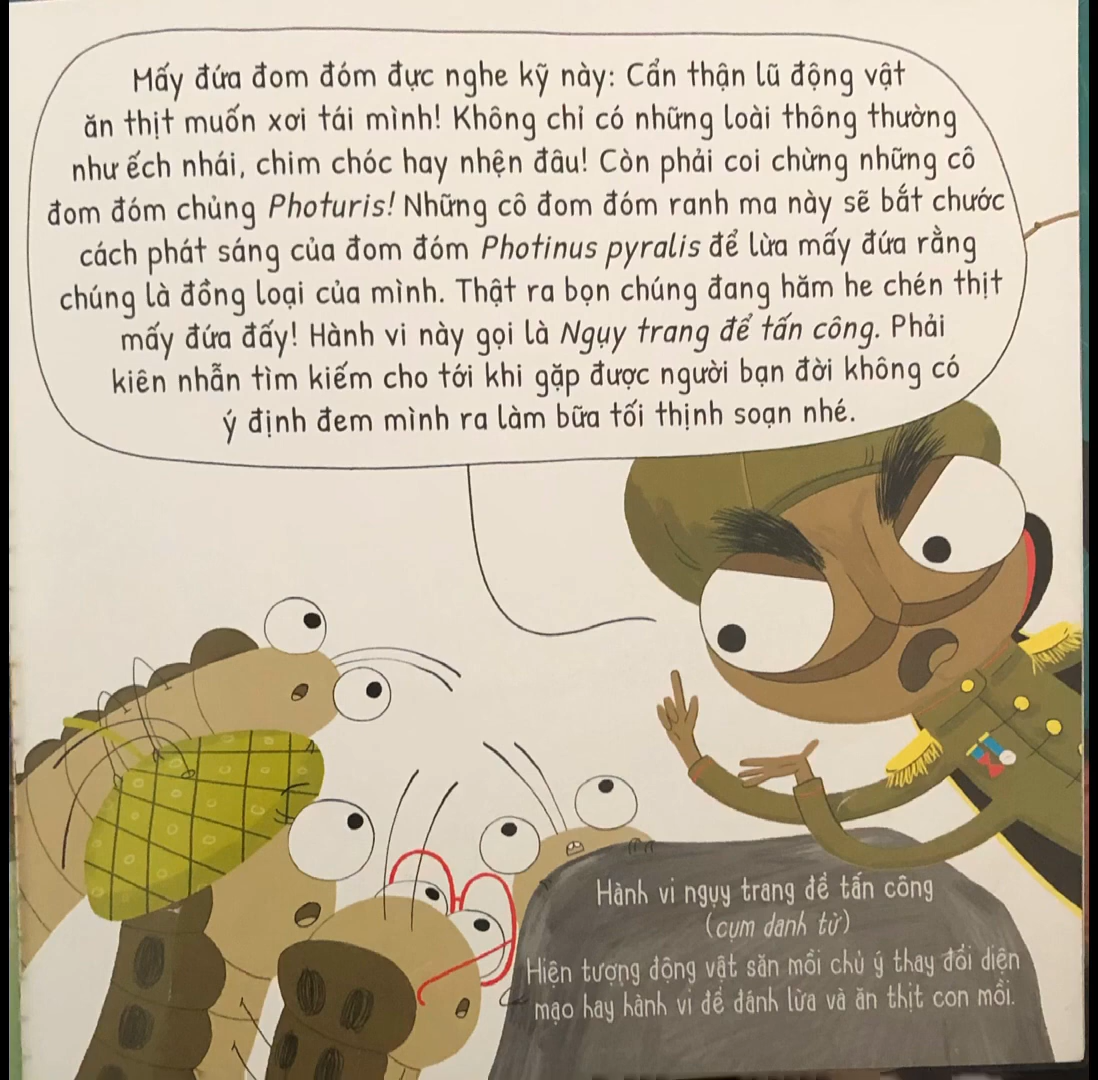 Mấy đứa đom đóm đực nghe kỹ này: Cẩn thận lũ động vật
ăn thịt muốn xơi tái mình! Không chỉ có những loài thông thường
như ếch nhái, chim chóc hay nhện đâu! Còn phải coi chừng những cô
đom đóm chủng Photuris! Những cô đom đóm ranh ma này sẽ bắt chước
cách phát sáng của đom đóm Photinus pyralis để lừa mấy đứa rằng
chúng là đồng loại của mình. Thật ra bọn chúng đang hăm he chén thịt
mấy đứa đấy! Hành vi này gọi là Ngụy trang để tấn công. Phải
kiên nhẫn tìm kiếm cho tới khi gặp được người bạn đời không có
ý định đem mình ra làm bữa tối thịnh soạn nhé.
Hành vi ngụy trang để tấn công
(cụm danh từ)
Hiện tượng động vật săn mồi chủ ý thay đổi diện
mạo hay hành vi để đánh lừa và ăn thịt con mồi.